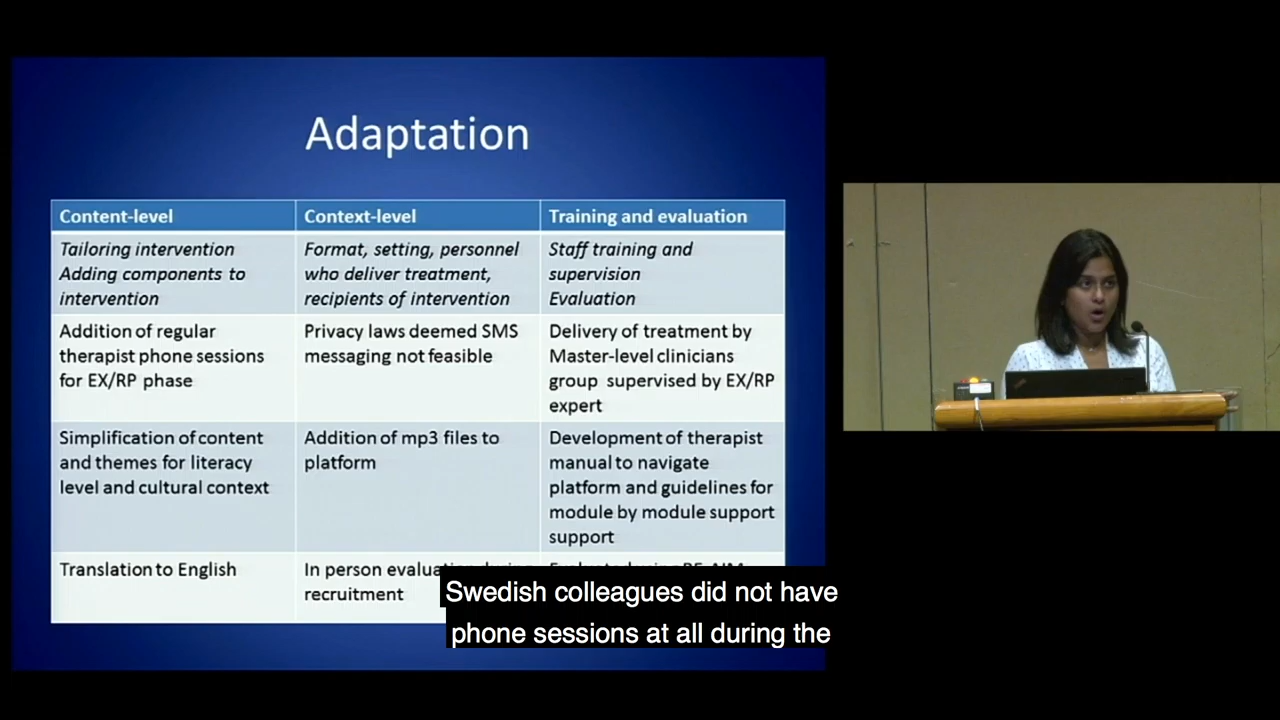 Adaptation
Content-level
Context-level
Training and evaluation
Tailoring intervention
Adding components to
intervention
Format, setting, personnel
who deliver treatment,
recipients of intervention
Staff training and
supervision
Evaluation
Addition of regular
therapist phone sessions
for EX/RP phase
Privacy laws deemed SMS
messaging not feasible
Delivery of treatment by
Master-level clinicians
group supervised by EX/RP
expert
Simplification of content
and themes for literacy
level and cultural context
Addition of mp3 files to
platform
Development of therapist
manual to navigate
platform and guidelines for
module by module support
support
Translation to English
In person
recruitment
Swedish colleagues did not have
phone sessions at all during the